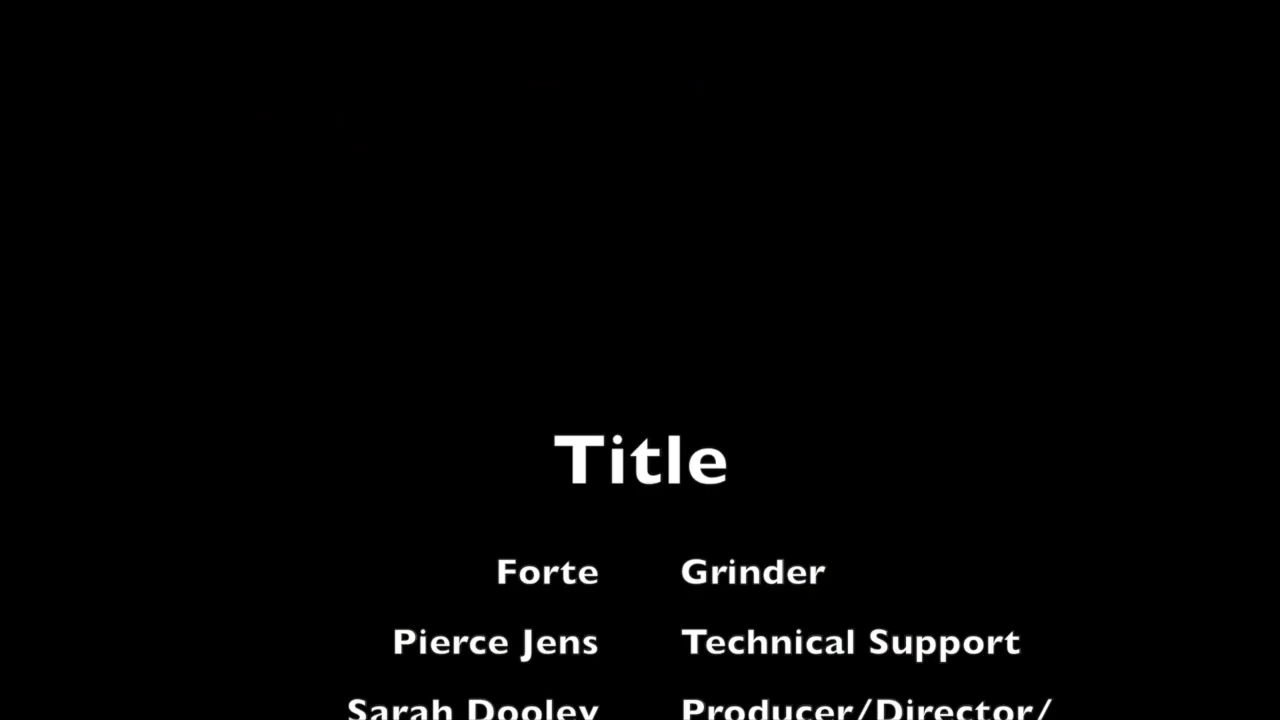 Title
Forte Grinder
Pierce Jens Technical Support
Sarah Dooley Producer/Director/